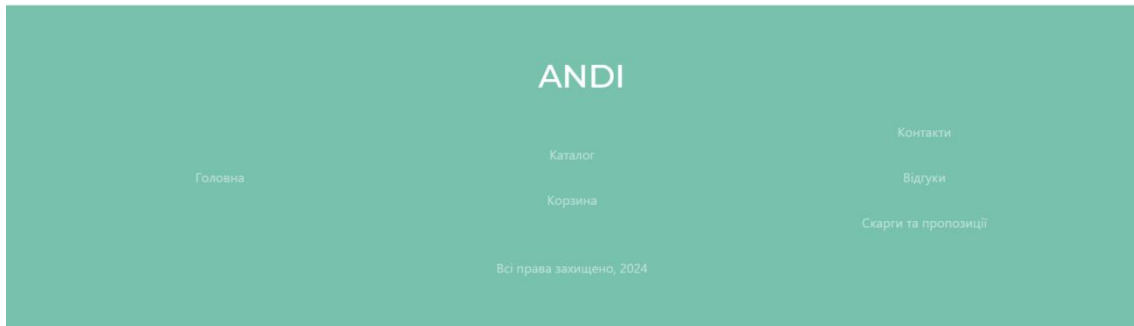 ANDI
Головна
Каталог
Корзина
Контакти
Відгуки
Скарги та пропозиції
Всі права захищено, 2024